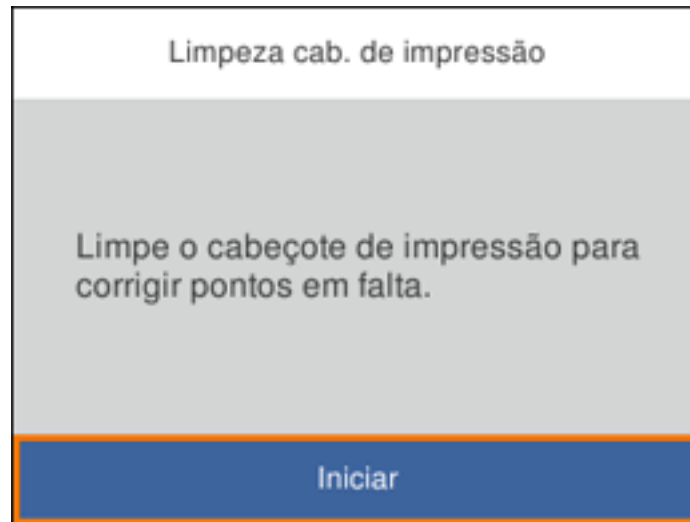 Limpeza cab. de impressão
Limpe o cabeçote de impressão para
corrigir pontos em falta.
Iniciar